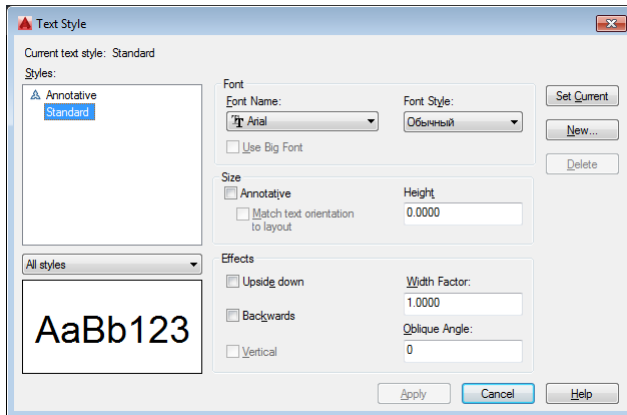 Text Style
Current text style: Standard
Styles:
Annotative
Standard
All styles
AaBb123
Font
Font Name:
Arial
Font Style:
Обычный
Use Big Font
Size
Annotative
Match text orientation
to layout
Height
0.0000
Effects
Upside down
Backwards
Vertical
Width Factor:
1.0000
Oblique Angle:
0
Set Current
New...
Delete
Apply
Cancel
Help